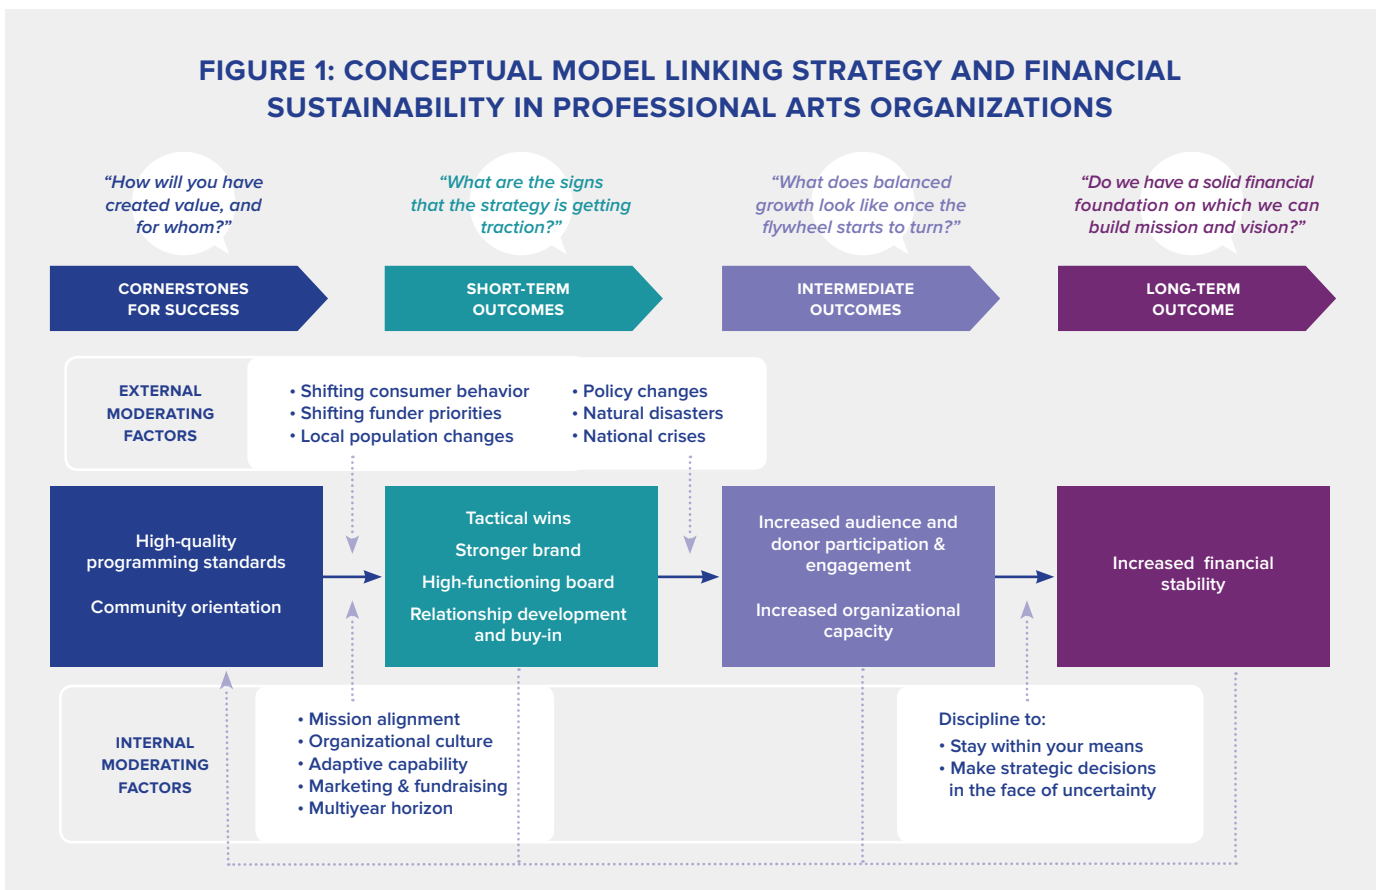 FIGURE 1: CONCEPTUAL MODEL LINKING STRATEGY AND FINANCIAL
SUSTAINABILITY IN PROFESSIONAL ARTS ORGANIZATIONS
“How will you have
created value, and
for whom?”
“What are the signs
that the strategy is getting
traction?”
“What does balanced
growth look like once the
flywheel starts to turn?”
“Do we have a solid financial
foundation on which we can
build mission and vision?”
CORNERSTONES
FOR SUCCESS
SHORT-TERM
OUTCOMES
INTERMEDIATE
OUTCOMES
LONG-TERM
OUTCOME
EXTERNAL
MODERATING
FACTORS
• Shifting consumer behavior
• Shifting funder priorities
• Local population changes
• Policy changes
• Natural disasters
• National crises
High-quality
programming standards
Community orientation
Tactical wins
Stronger brand
High-functioning board
Relationship development
and buy-in
Increased audience and
donor participation &
engagement
Increased organizational
capacity
Increased financial
stability
INTERNAL
MODERATING
FACTORS
• Mission alignment
• Organizational culture
• Adaptive capability
• Marketing & fundraising
• Multiyear horizon
Discipline to:
• Stay within your means
• Make strategic decisions
in the face of uncertainty